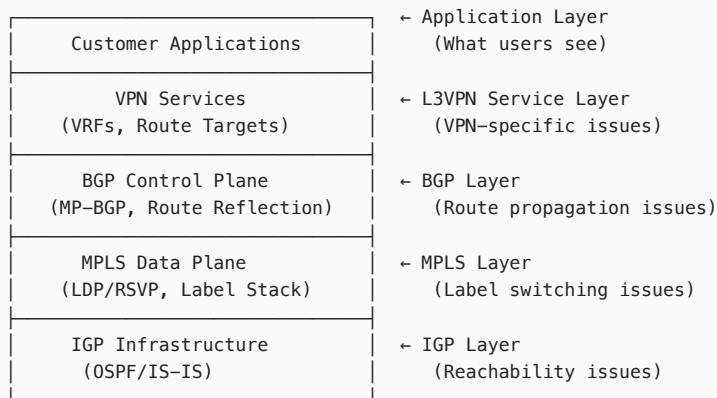 ← Application Layer
Customer Applications (What users see)
VPN Services ← L3VPN Service Layer
(VRFs, Route Targets) (VPN-specific issues)
BGP Control Plane ← BGP Layer
(MP-BGP, Route Reflection) (Route propagation issues)
MPLS Data Plane ← MPLS Layer
(LDP/RSVP, Label Stack) (Label switching issues)
IGP Infrastructure ← IGP Layer
(OSPF/IS-IS) (Reachability issues)